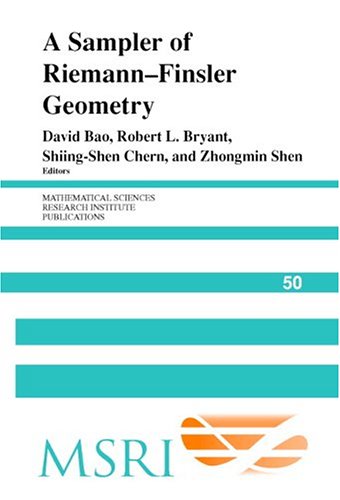 A Sampler of
Riemann–Finsler
Geometry
David Bao, Robert L. Bryant,
Shiing-Shen Chern, and Zhongmin Shen
Editors
MATHEMATICAL SCIENCES
RESEARCH INSTITUTE
PUBLICATIONS
50
MSRI